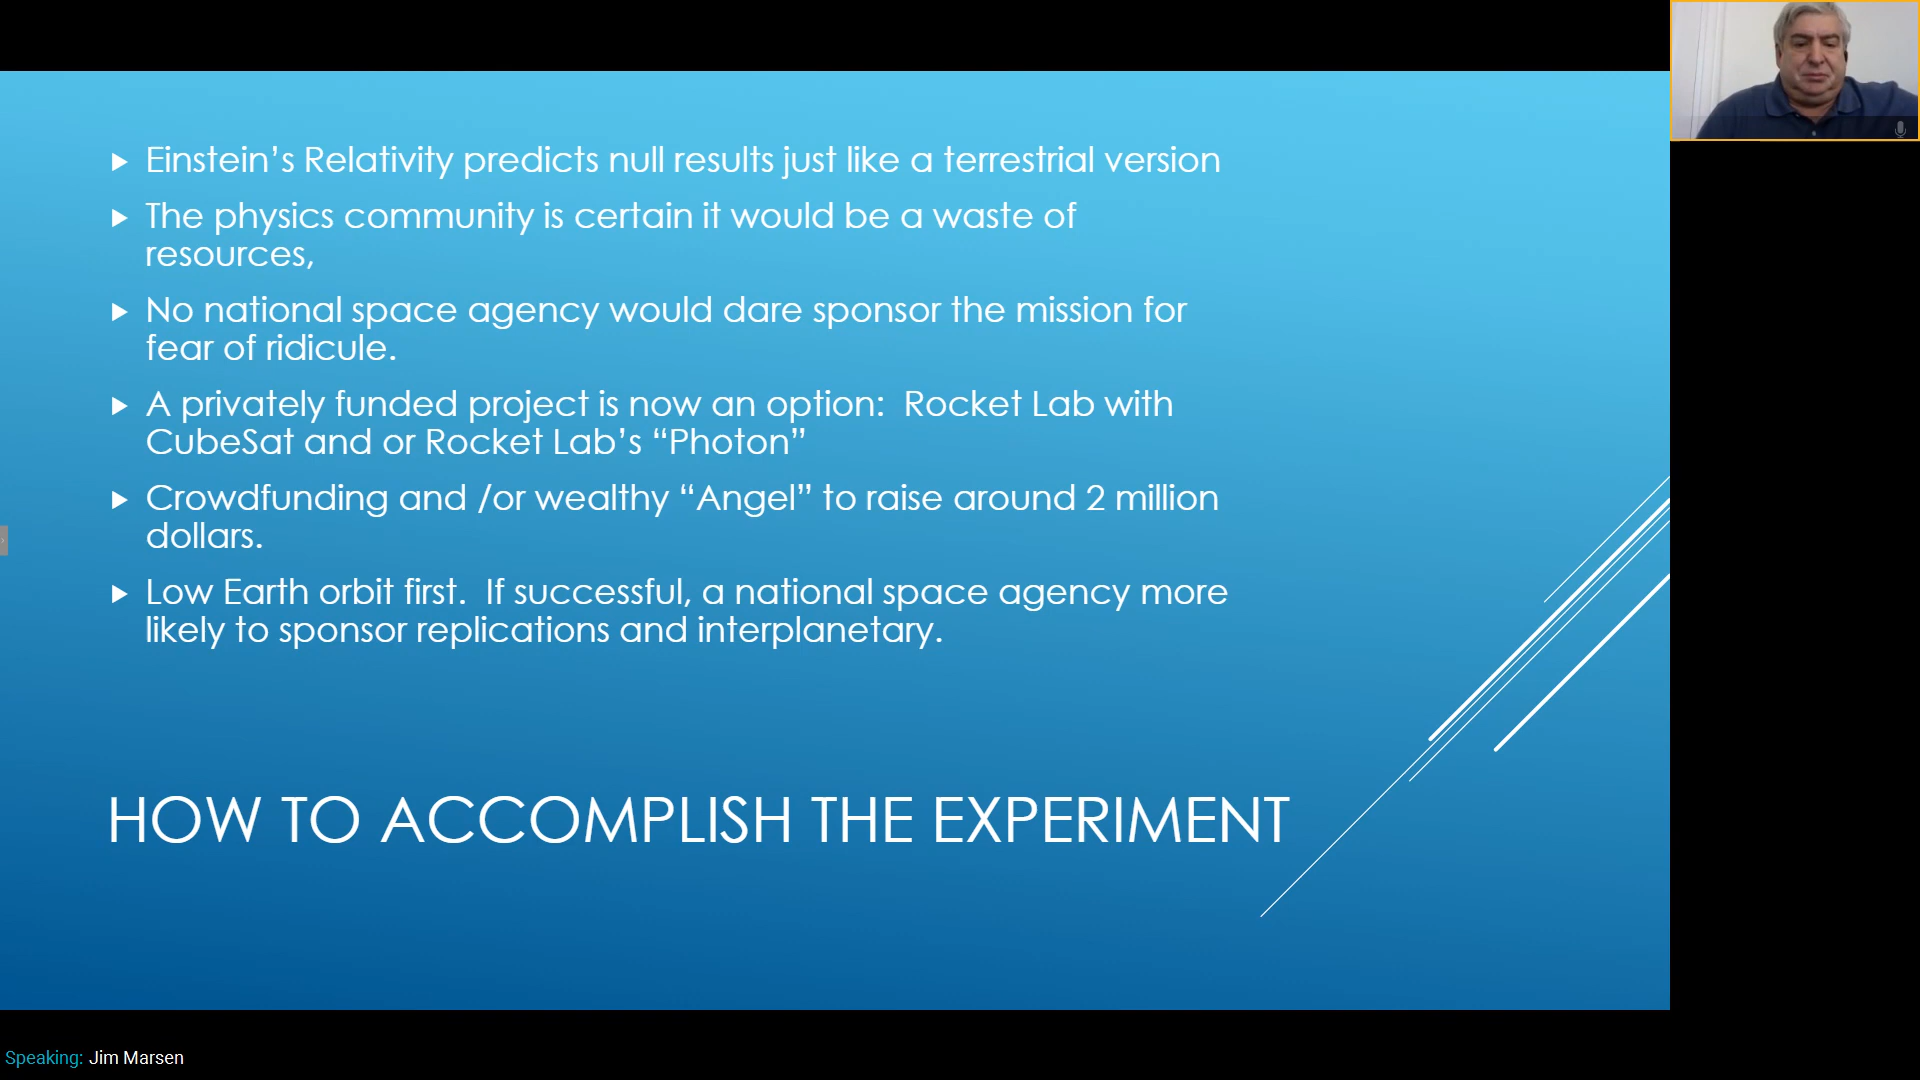 Einstein’s Relativity predicts null results just like a terrestrial version
The physics community is certain it would be a waste of
resources,
No national space agency would dare sponsor the mission for
fear of ridicule.
A privately funded project is now an option:  Rocket Lab with
CubeSat and or Rocket Lab’s “Photon”
Crowdfunding and /or wealthy “Angel” to raise around 2 million
dollars.
Low Earth orbit first.  If successful, a national space agency more
likely to sponsor replications and interplanetary.
HOW TO ACCOMPLISH THE EXPERIMENT
Speaking: Jim Marsen